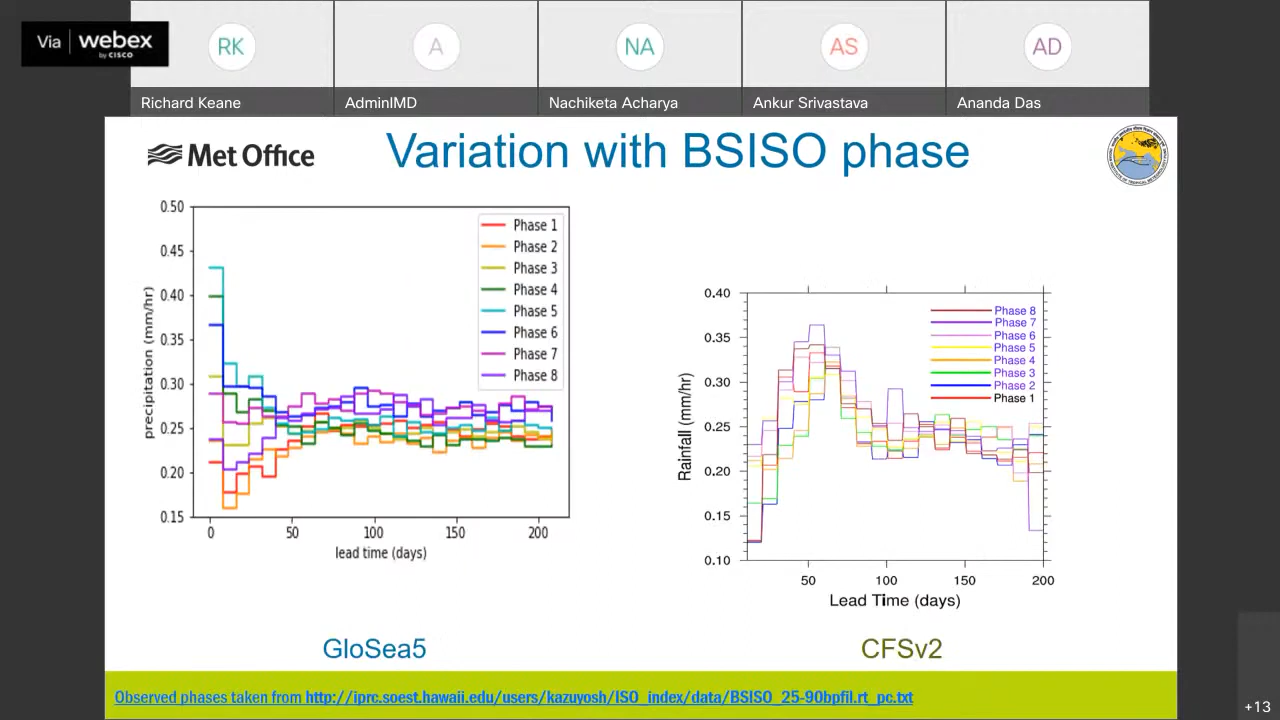 Via webex
by CISCO
RK
A
NA
AS
AD
Richard Keane
AdminIMD
Nachiketa Acharya
Ankur Srivastava
Ananda Das
Met Office
Variation with BSISO phase
0.50
0.45
0.40
0.35
0.30
0.25
0.20
0.15
precipitation (mm/hr)
Phase 1
Phase 2
Phase 3
Phase 4
Phase 5
Phase 6
Phase 7
Phase 8
0 50 100 150 200
lead time (days)
GloSea5
0.40
0.35
0.30
0.25
0.20
0.15
0.10
Rainfall (mm/hr)
Phase 8
Phase 7
Phase 6
Phase 5
Phase 4
Phase 3
Phase 2
Phase 1
50 100 150 200
Lead Time (days)
CFSv2
Observed phases taken from http://iprc.soest.hawaii.edu/users/kazuyosh/ISO_index/data/BSISO_25-90bpfil.rt_pc.txt
+13